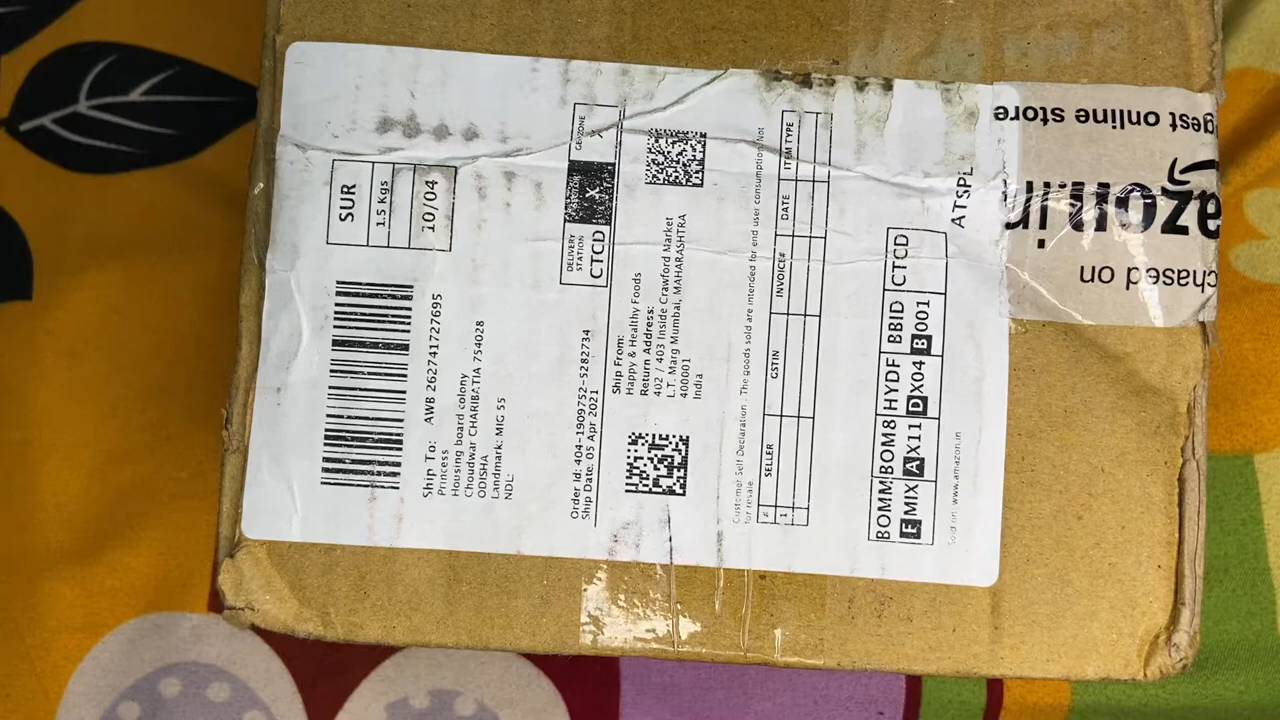 SUR
1.5 Kgs
10/04
AWB 262741727695
Ship To:
Princess
Housing board colony
Choudwar CHARIBATIA 754028
ODISHA
Landmark: MIG 55
NDL:
DELIVERY STATION
CTCD
X
GEOZONE
Order Id: 404-1909752-5282734
Ship Date: 05 Apr 2021
Ship From:
Happy & Healthy Foods
Return Address:
402 / 403 Inside Crawford Market
L.T. Marg Mumbai, MAHARASHTRA
400001
India
Customer Self Declaration : The goods sold are intended for end user consumption. Not
for resale.
# SELLER GSTIN INVOICE# DATE ITEM TYPE
1
BOMM BOM8 HYDF BBID CTCD
E MIX A X11 D X04 B 001
ATSPL
Sold on: www.amazon.in
chased on
azon.in
gest online store